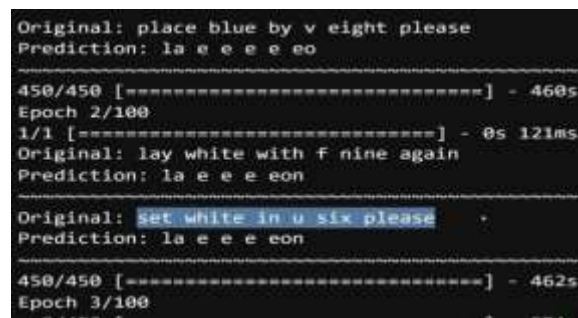 Original: place blue by v eight please
Prediction: la e e e e eo
~~~~~~~~~~~~~~~~~~~~~~~~~~~~~~~~~~~~~~~~~~~~~~~~~~~~~~~~~~~~
450/450 [==============================] - 460s
Epoch 2/100
1/1 [==============================] - 0s 121ms
Original: lay white with f nine again
Prediction: la e e e eon
~~~~~~~~~~~~~~~~~~~~~~~~~~~~~~~~~~~~~~~~~~~~~~~~~~~~~~~~~~~~
Original: set white in u six please
Prediction: la e e e eon
~~~~~~~~~~~~~~~~~~~~~~~~~~~~~~~~~~~~~~~~~~~~~~~~~~~~~~~~~~~~
450/450 [==============================] - 462s
Epoch 3/100